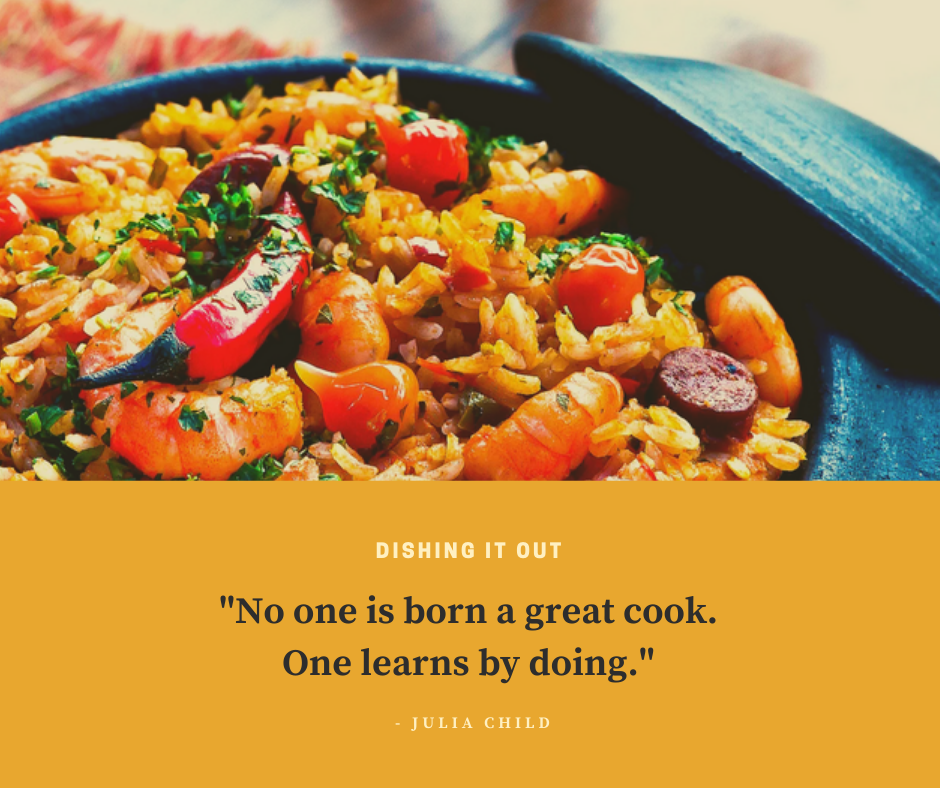 DISHING IT OUT
"No one is born a great cook.
One learns by doing."
- JULIA CHILD